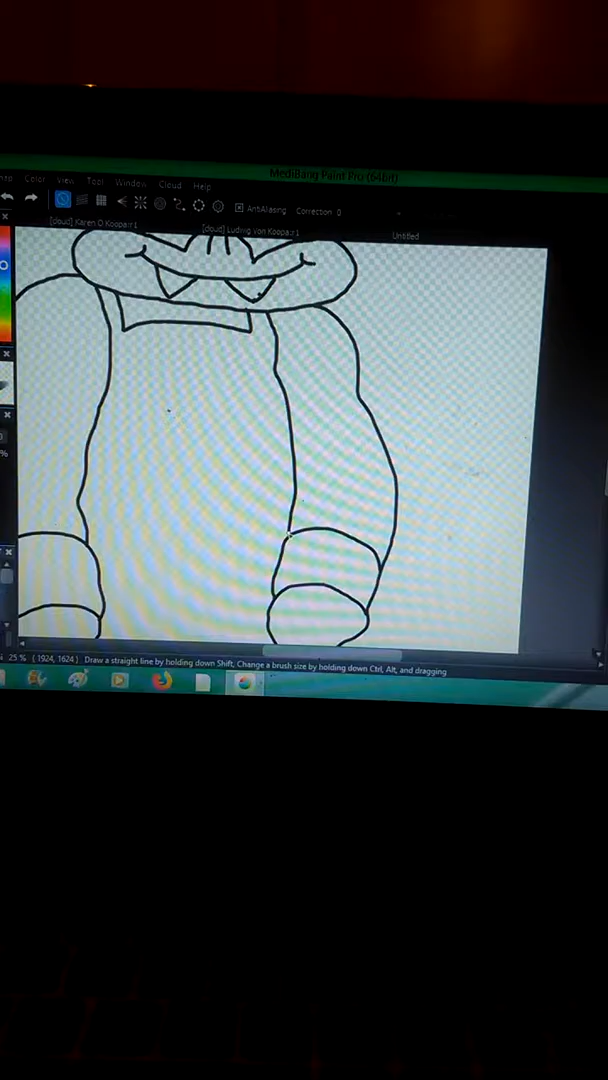 MediBang Paint Pro (64bit)
Color View Tool Window Cloud Help
AntiAliasing Correction 0
[cloud] Karen O Koopa:r1 [cloud] Ludwig Von Koopa:r1 Untitled
%
25 % ( 1924, 1624 ) Draw a straight line by holding down Shift, Change a brush size by holding down Ctrl, Alt, and dragging